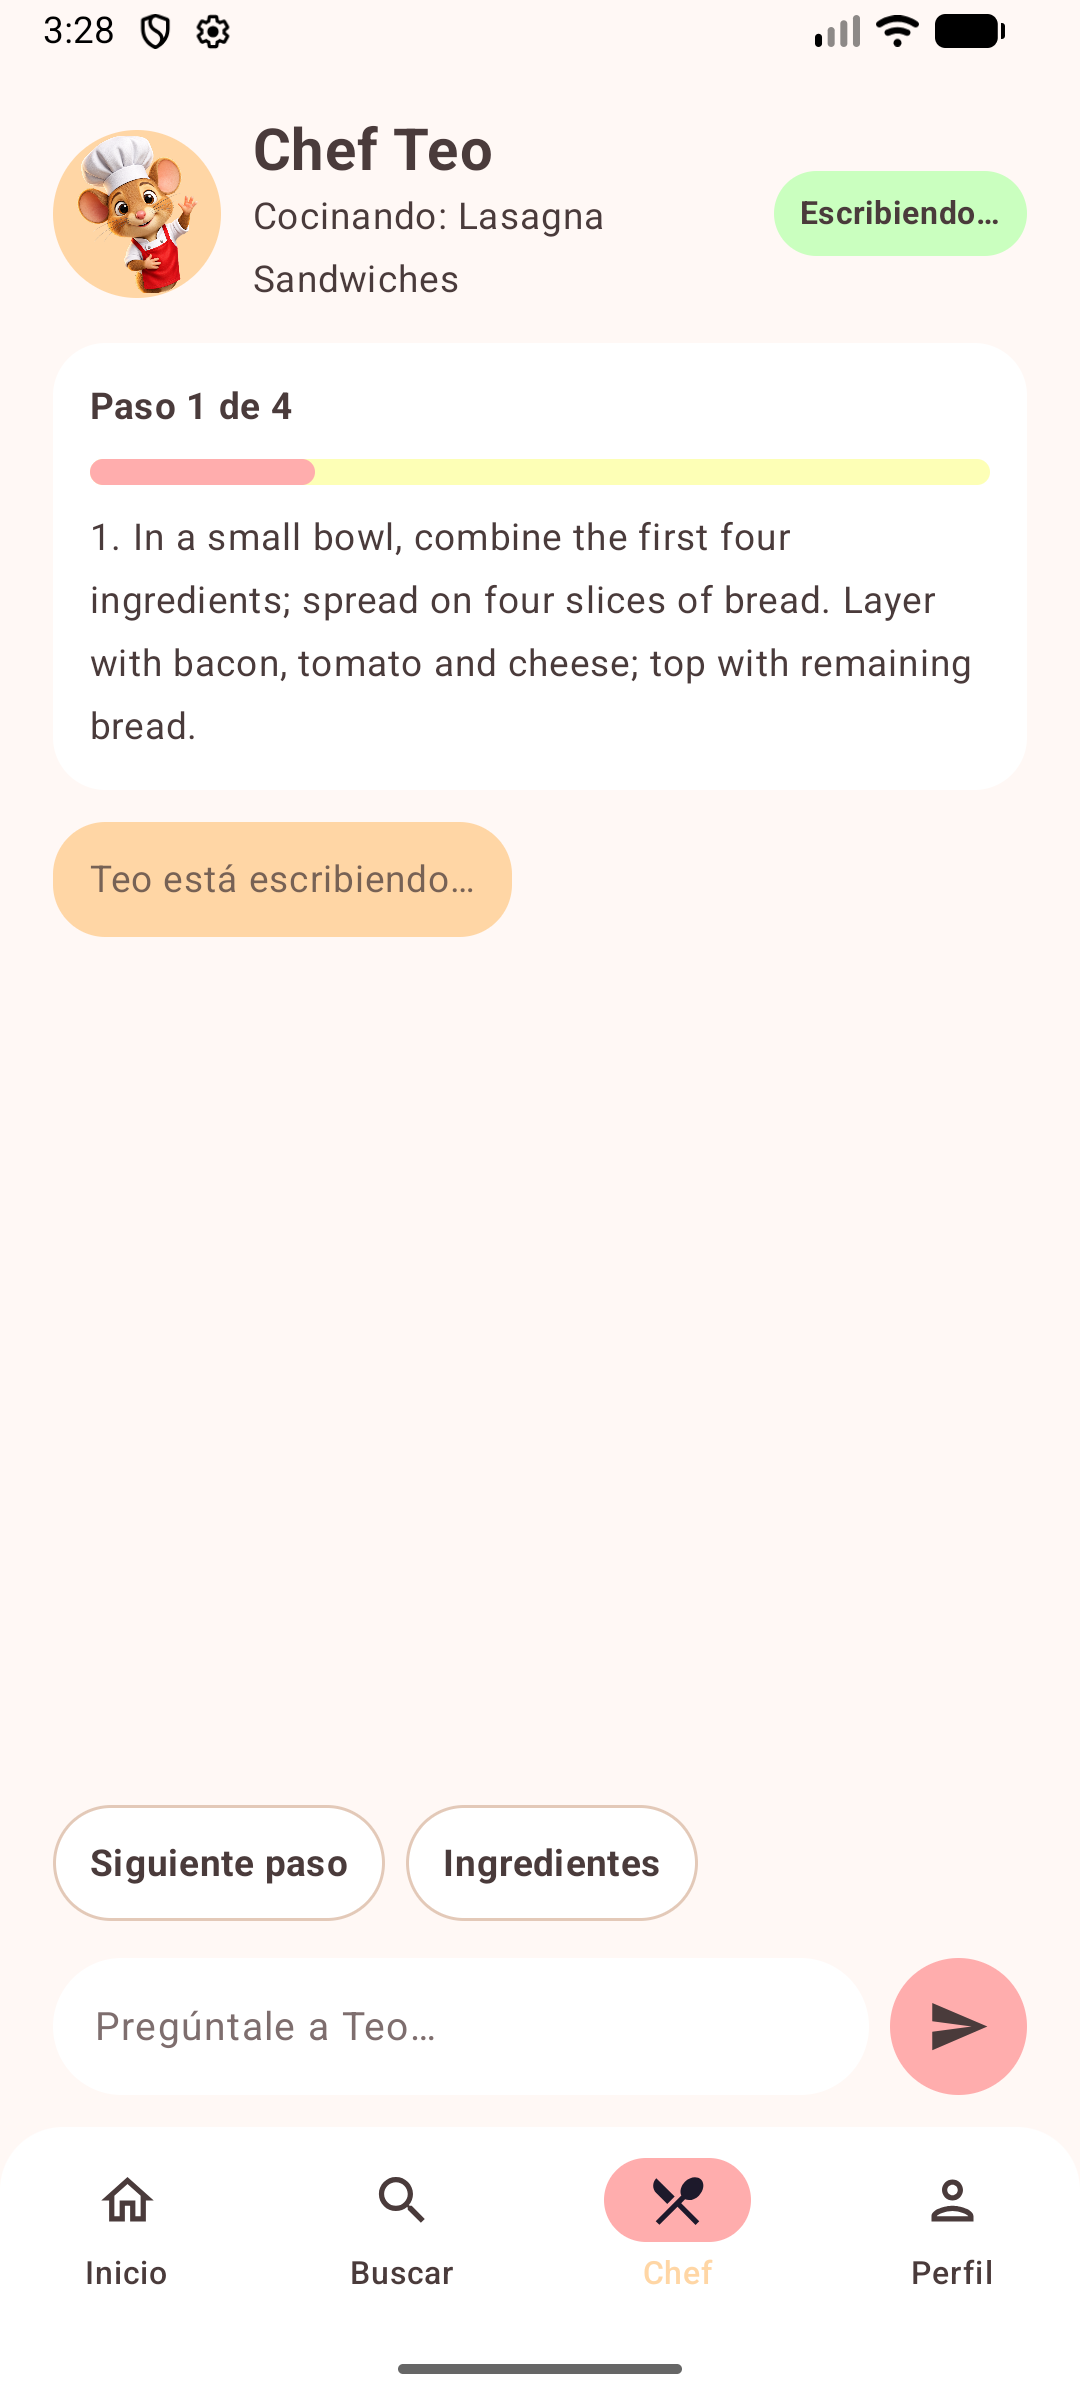 3:28
Chef Teo
Cocinando: Lasagna
Sandwiches
Escribiendo…
Paso 1 de 4
1. In a small bowl, combine the first four
ingredients; spread on four slices of bread. Layer
with bacon, tomato and cheese; top with remaining
bread.
Teo está escribiendo…
Siguiente paso
Ingredientes
Pregúntale a Teo…
Inicio
Buscar
Chef
Perfil